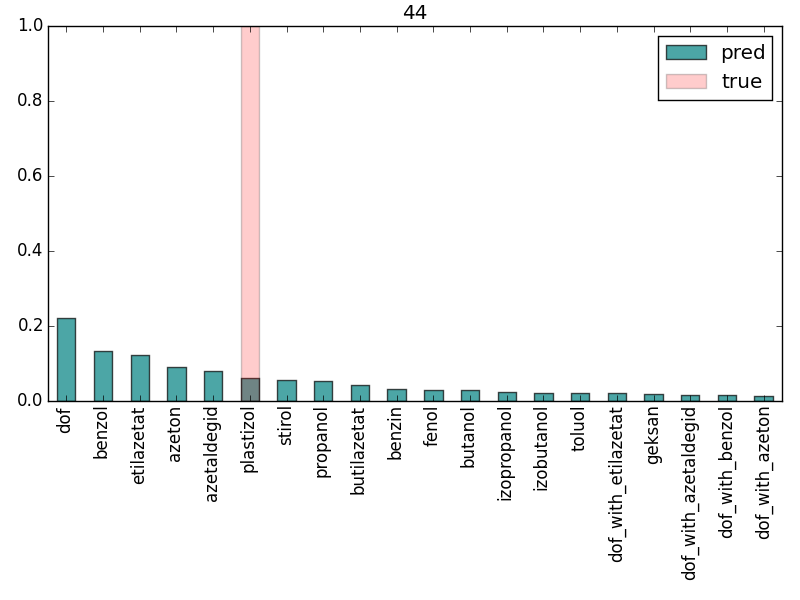 44
1.0
0.8
0.6
0.4
0.2
0.0
pred
true
dof
benzol
etilazetat
azeton
azetaldegid
plastizol
stirol
propanol
butilazetat
benzin
fenol
butanol
izopropanol
izobutanol
toluol
dof_with_etilazetat
geksan
dof_with_azetaldegid
dof_with_benzol
dof_with_azeton